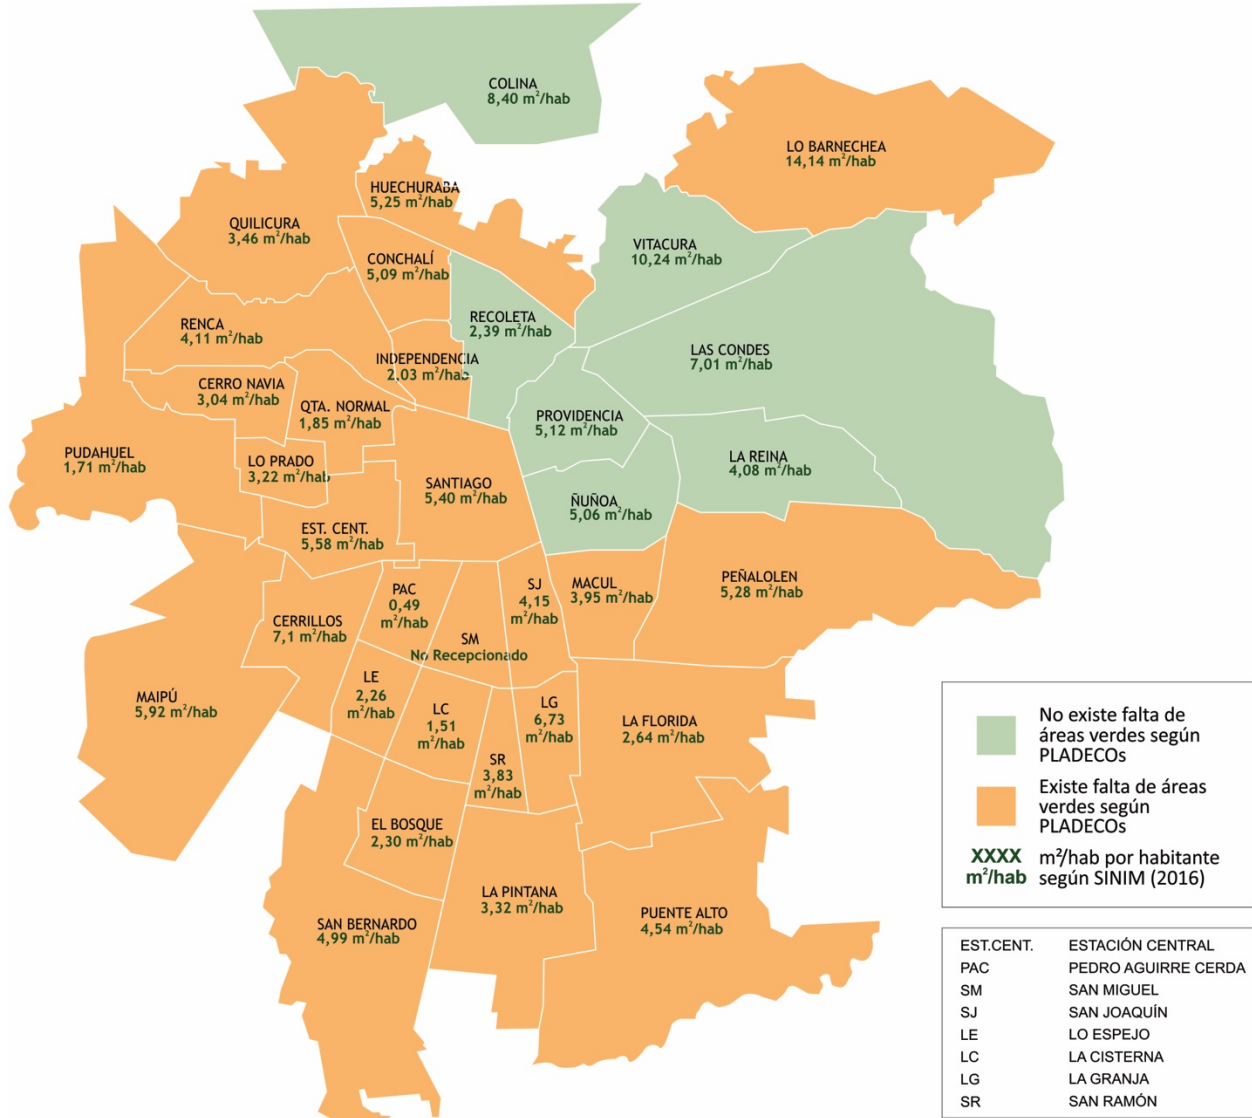 COLINA
8,40 m²/hab
LO BARNECHEA
14,14 m²/hab
HUECHURABA
5,25 m²/hab
QUILICURA
3,46 m²/hab
VITACURA
10,24 m²/hab
CONCHALÍ
5,09 m²/hab
RECOLETA
2,39 m²/hab
RENCA
4,11 m²/hab
LAS CONDES
7,01 m²/hab
INDEPENDENCIA
2,03 m²/hab
CERRO NAVIA
3,04 m²/hab
QTA. NORMAL
1,85 m²/hab
PROVIDENCIA
5,12 m²/hab
PUDAHUEL
1,71 m²/hab
LO PRADO
3,22 m²/hab
LA REINA
4,08 m²/hab
SANTIAGO
5,40 m²/hab
ÑUÑOA
5,06 m²/hab
EST. CENT.
5,58 m²/hab
PEÑALOLEN
5,28 m²/hab
MACUL
3,95 m²/hab
SJ
4,15
m²/hab
PAC
0,49
m²/hab
CERRILLOS
7,1 m²/hab
SM
No Recepcionado
LE
2,26
m²/hab
MAIPÚ
5,92 m²/hab
LC
1,51
m²/hab
LG
6,73
m²/hab
LA FLORIDA
2,64 m²/hab
SR
3,83
m²/hab
EL BOSQUE
2,30 m²/hab
LA PINTANA
3,32 m²/hab
PUENTE ALTO
4,54 m²/hab
SAN BERNARDO
4,99 m²/hab
No existe falta de
áreas verdes según
PLADECOs
Existe falta de áreas
verdes según
PLADECOs
XXXX m²/hab por habitante
m²/hab según SINIM (2016)
EST.CENT. ESTACIÓN CENTRAL
PAC PEDRO AGUIRRE CERDA
SM SAN MIGUEL
SJ SAN JOAQUÍN
LE LO ESPEJO
LC LA CISTERNA
LG LA GRANJA
SR SAN RAMÓN